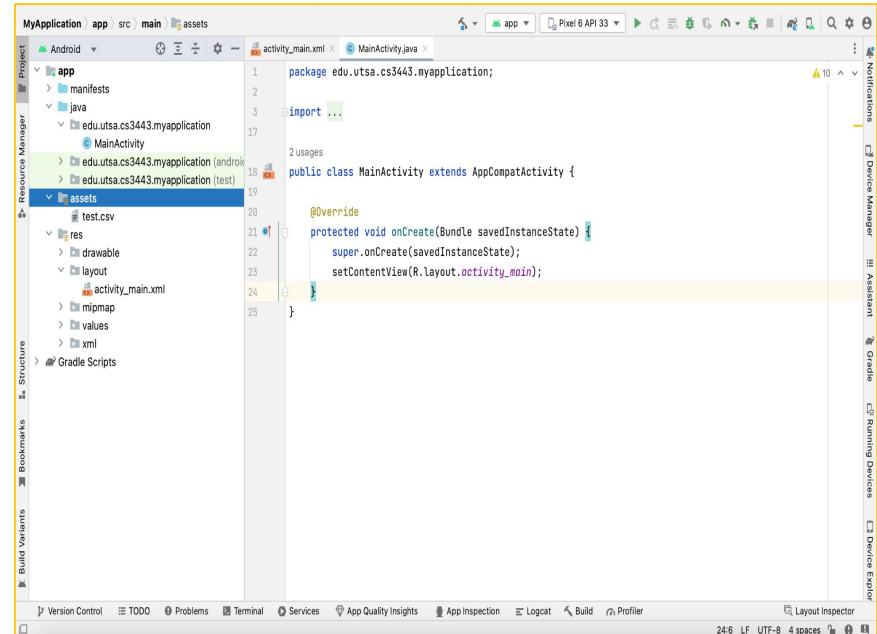 MyApplication app src main assets
app
Pixel 6 API 33
Project
Resource Manager
Structure
Bookmarks
Build Variants
Android
app
manifests
java
edu.utsa.cs3443.myapplication
MainActivity
edu.utsa.cs3443.myapplication (androi
edu.utsa.cs3443.myapplication (test)
assets
test.csv
res
drawable
layout
activity_main.xml
mipmap
values
xml
Gradle Scripts
activity_main.xml
MainActivity.java
10
1 package edu.utsa.cs3443.myapplication;
2
3 import ...
17
2 usages
18 public class MainActivity extends AppCompatActivity {
19
20 @Override
21 protected void onCreate(Bundle savedInstanceState) {
22 super.onCreate(savedInstanceState);
23 setContentView(R.layout.activity_main);
24 }
25 }
Notifications
Device Manager
Assistant
Gradle
Running Devices
Device Explor
Version Control TODO Problems Terminal Services App Quality Insights App Inspection Logcat Build Profiler Layout Inspector
24:6 LF UTF-8 4 spaces